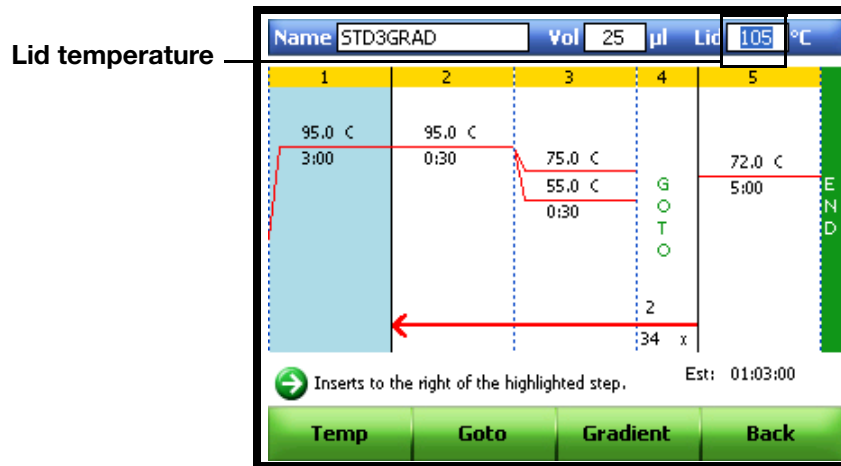 Name STD3GRAD Vol 25 µl Lid 105 °C
Lid temperature
1 2 3 4 5
95.0 C 95.0 C
3:00 0:30 75.0 C 72.0 C
55.0 C 5:00
0:30
GOTO
END
2
34 x
Inserts to the right of the highlighted step. Est: 01:03:00
Temp Goto Gradient Back